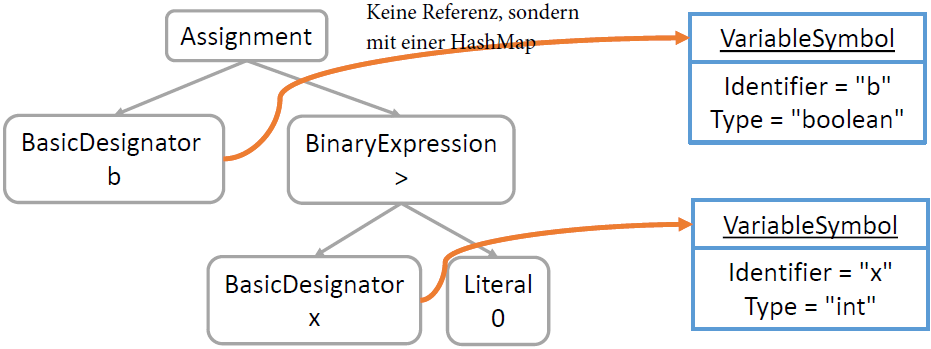 Keine Referenz, sondern
mit einer HashMap
Assignment
VariableSymbol
Identifier = "b"
Type = "boolean"
BasicDesignator
b
BinaryExpression
>
VariableSymbol
Identifier = "x"
Type = "int"
BasicDesignator
x
Literal
0